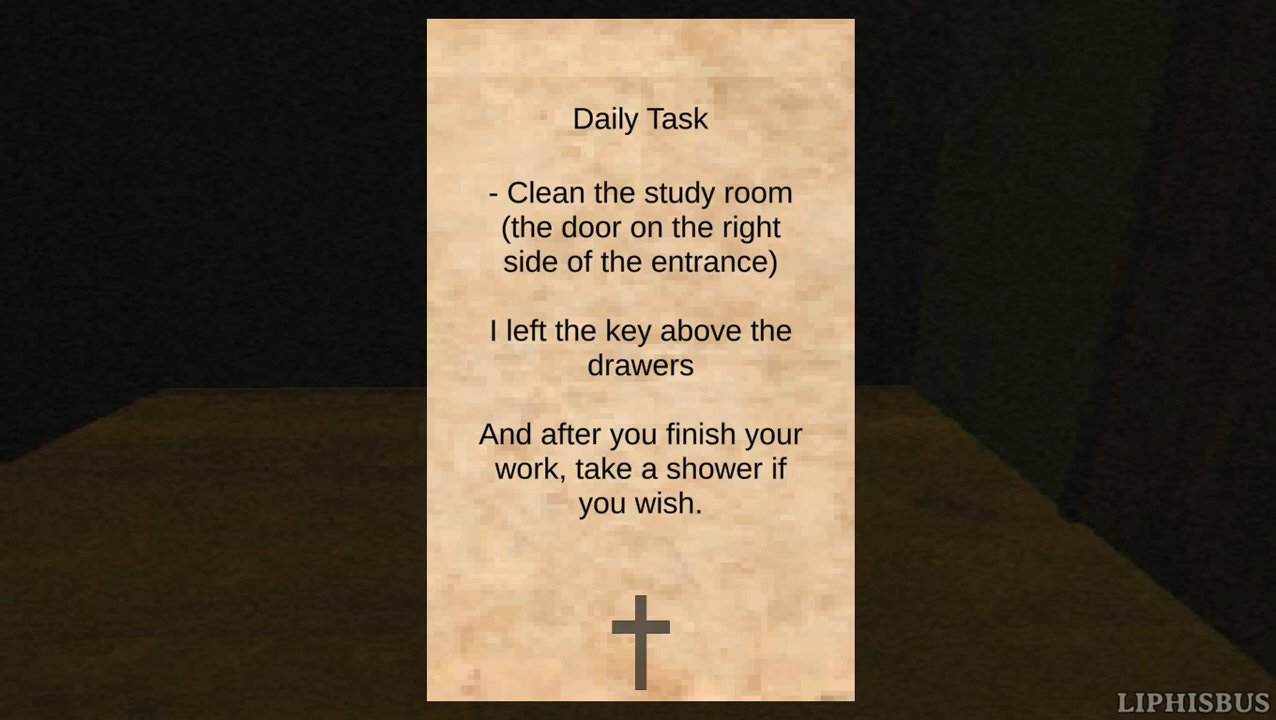 Daily Task
- Clean the study room
(the door on the right
side of the entrance)
I left the key above the
drawers
And after you finish your
work, take a shower if
you wish.
LIPHISBUS